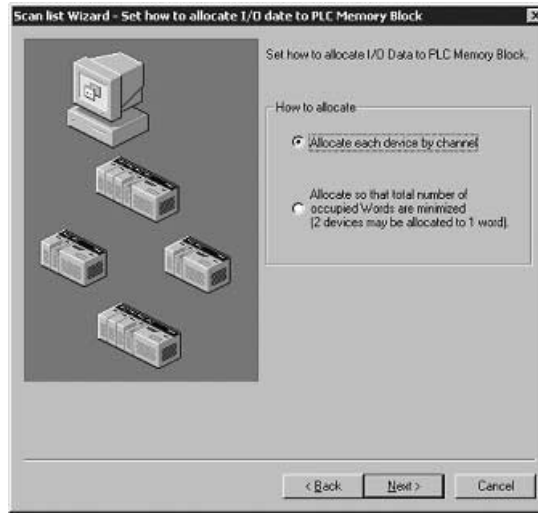 Scan list Wizard - Set how to allocate I/O date to PLC Memory Block
Set how to allocate I/O Data to PLC Memory Block.
How to allocate
Allocate each device by channel
Allocate so that total number of
occupied Words are minimized
(2 devices may be allocated to 1 word).
< Back
Next >
Cancel